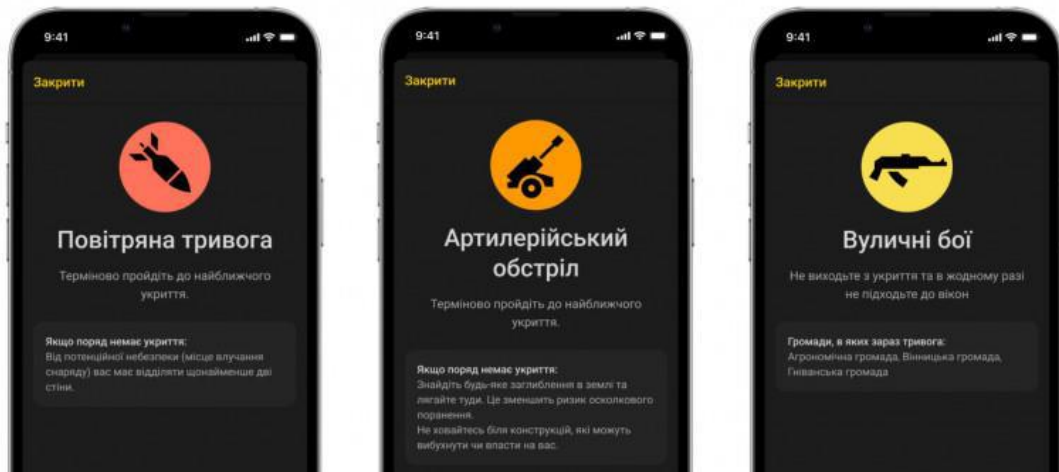 9:41
Закрити
Повітряна тривога
Терміново пройдіть до найближчого
укриття.
Якщо поряд немає укриття:
Від потенційної небезпеки (місце влучання
снаряду) вас має відділяти щонайменше дві
стіни.
9:41
Закрити
Артилерійський
обстріл
Терміново пройдіть до найближчого
укриття.
Якщо поряд немає укриття:
Знайдіть будь-яке заглиблення в землі та
лягайте туди. Це зменшить ризик осколкового
поранення.
Не ховайтесь біля конструкцій, які можуть
вибухнути чи впасти на вас.
9:41
Закрити
Вуличні бої
Не виходьте з укриття та в жодному разі
не підходьте до вікон
Громади, в яких зараз тривога:
Агрономічна громада, Вінницька громада,
Гніванська громада